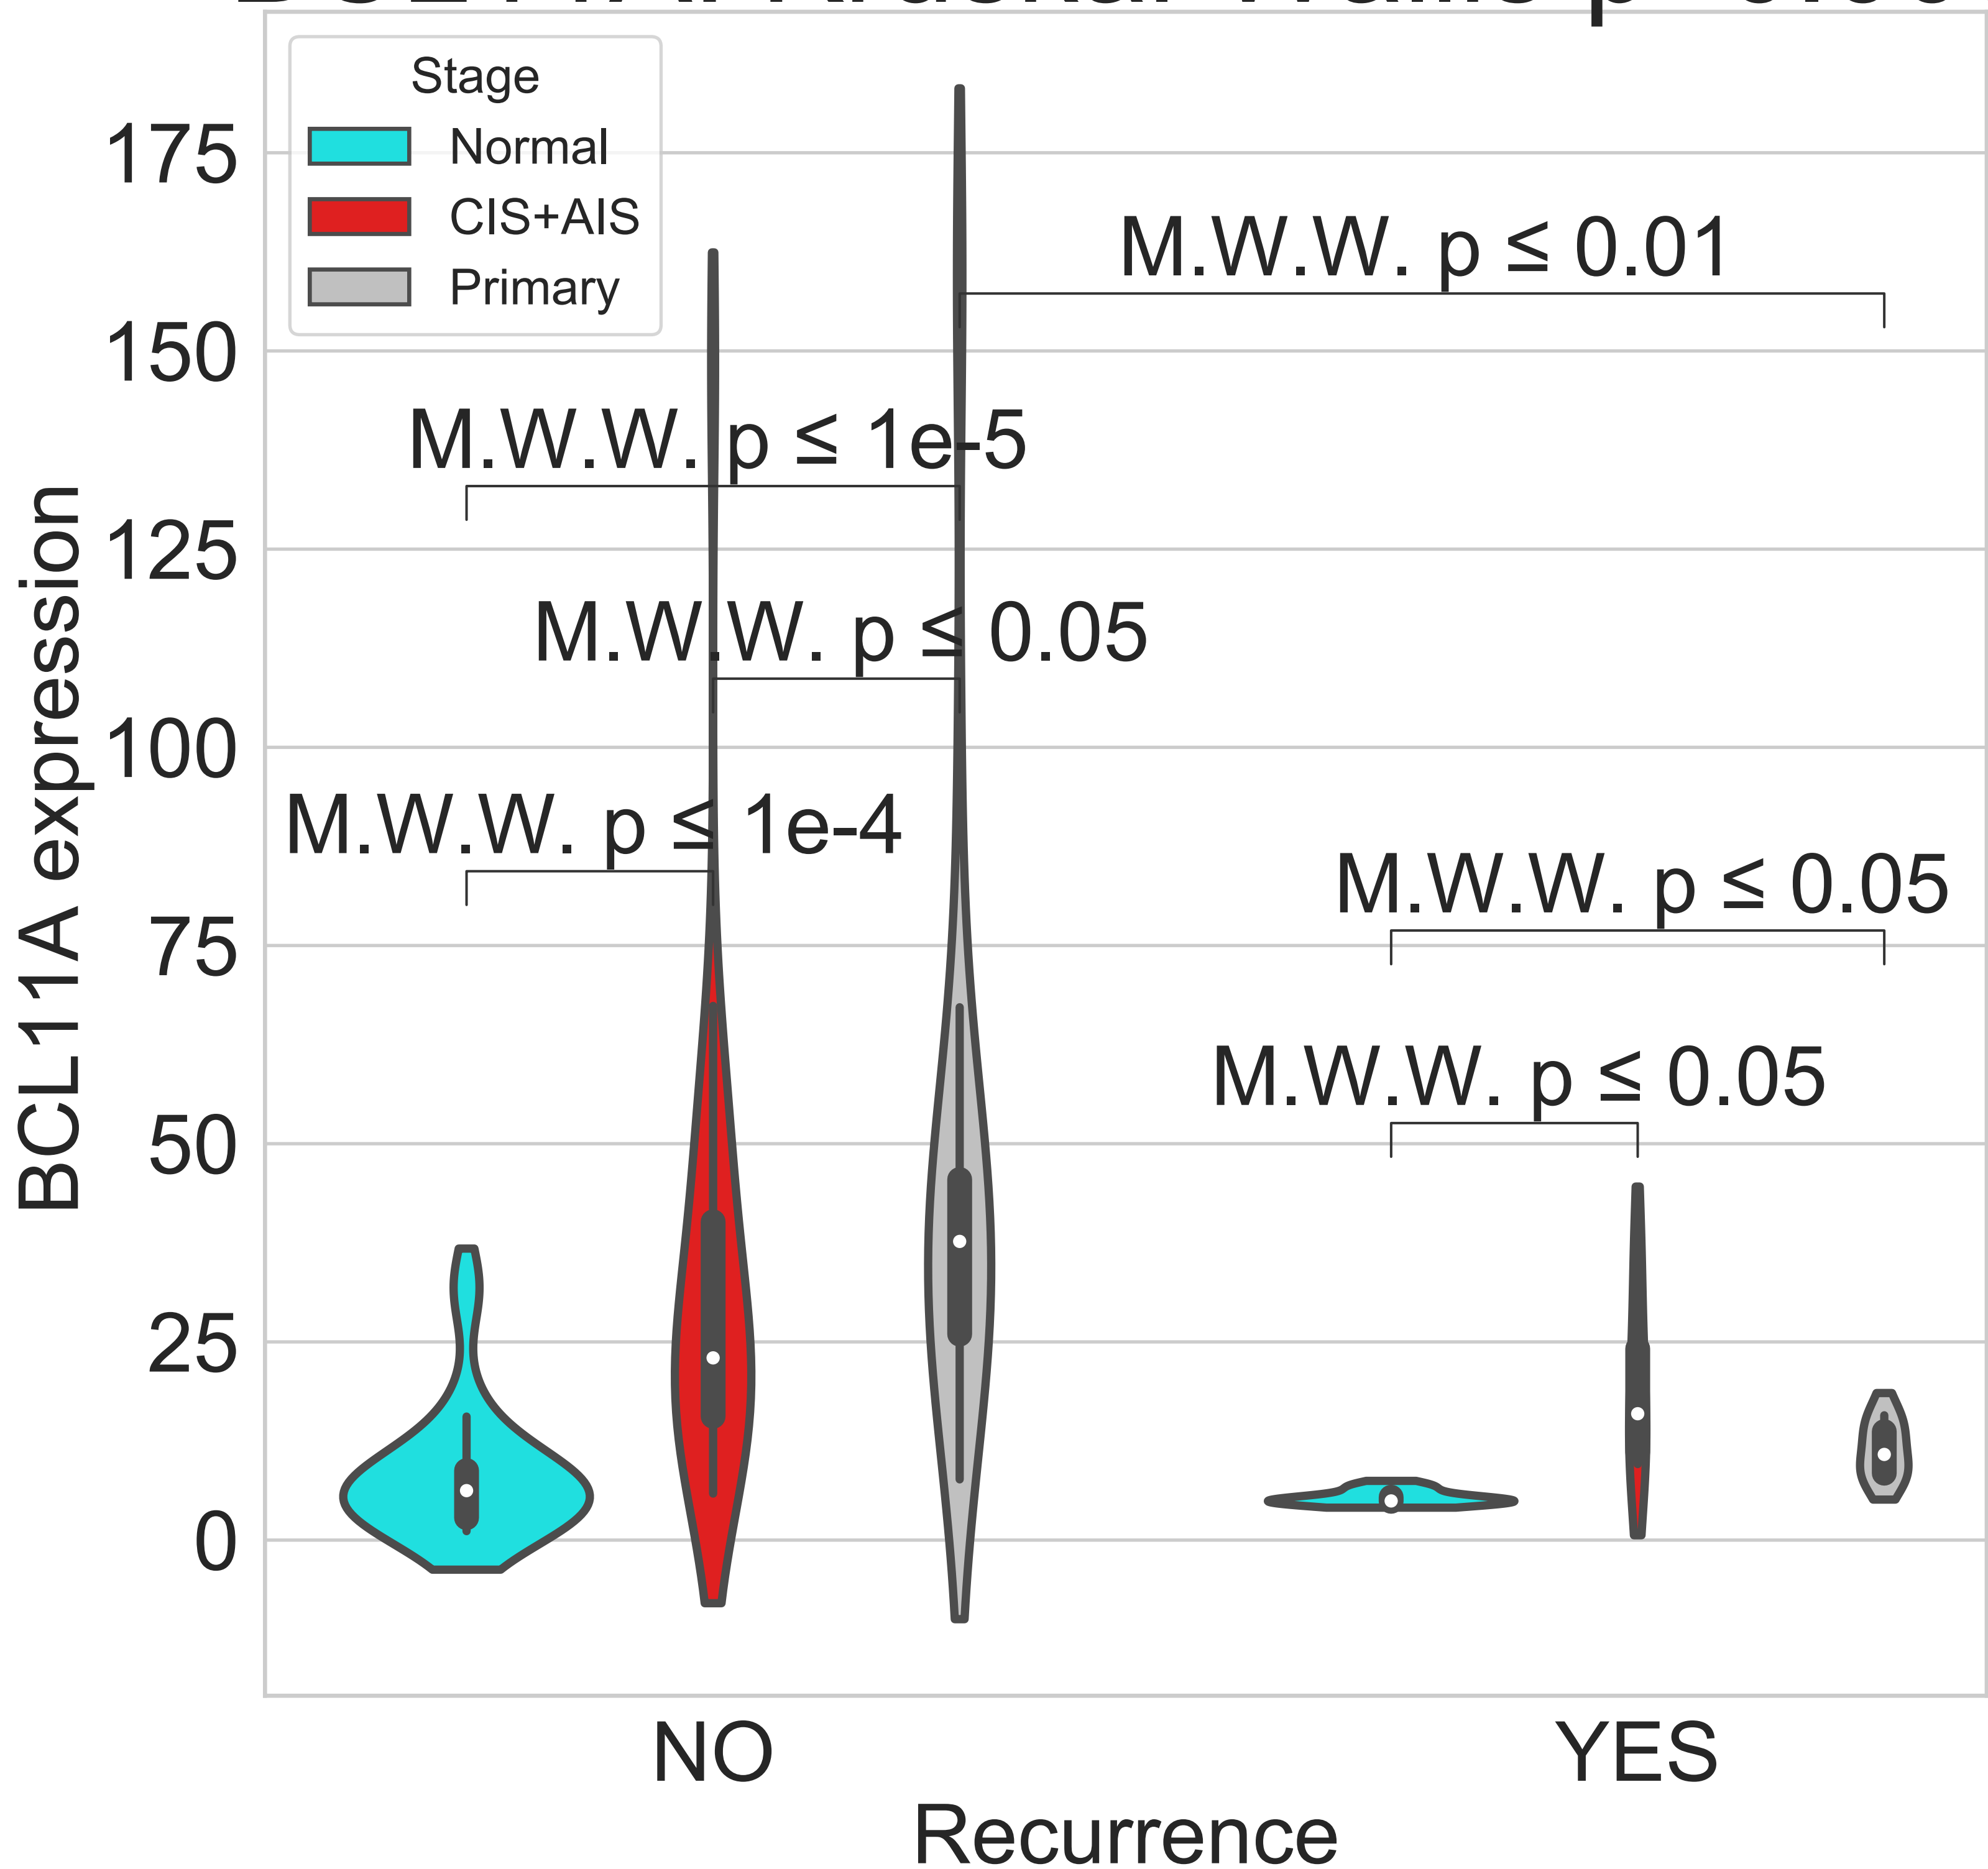 Stage
Normal
CIS+AIS
Primary
175
150
125
100
75
50
25
0
BCL11A expression
M.W.W. p ≤ 0.01
M.W.W. p ≤ 1e-5
M.W.W. p ≤ 0.05
M.W.W. p ≤ 1e-4
M.W.W. p ≤ 0.05
M.W.W. p ≤ 0.05
NO
YES
Recurrence